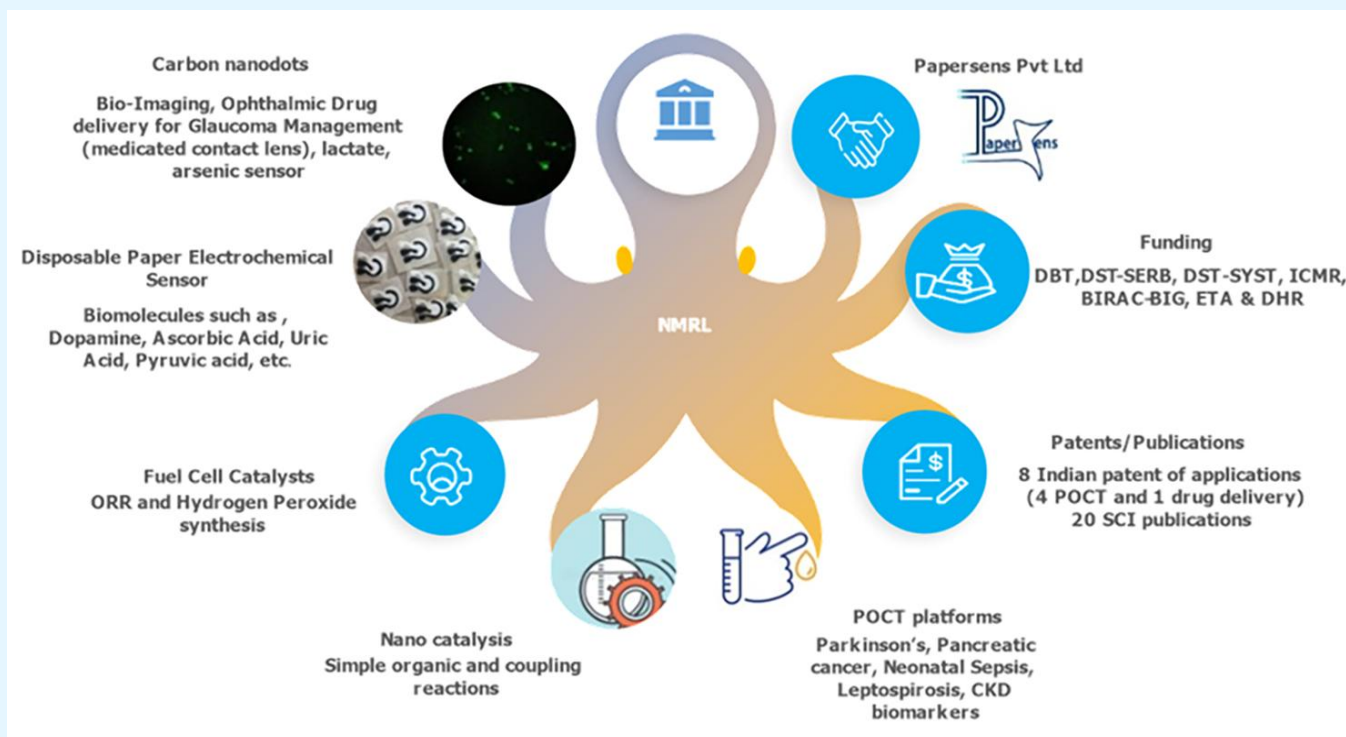 Carbon nanodots
Bio-Imaging, Ophthalmic Drug
delivery for Glaucoma Management
(medicated contact lens), lactate,
arsenic sensor
Disposable Paper Electrochemical
Sensor
Biomolecules such as ,
Dopamine, Ascorbic Acid, Uric
Acid, Pyruvic acid, etc.
Fuel Cell Catalysts
ORR and Hydrogen Peroxide
synthesis
Nano catalysis
Simple organic and coupling
reactions
NMRL
Papersens Pvt Ltd
PaperSens
Funding
DBT,DST-SERB, DST-SYST, ICMR,
BIRAC-BIG, ETA & DHR
$
Patents/Publications
8 Indian patent of applications
(4 POCT and 1 drug delivery)
20 SCI publications
$
POCT platforms
Parkinson's, Pancreatic
cancer, Neonatal Sepsis,
Leptospirosis, CKD
biomarkers